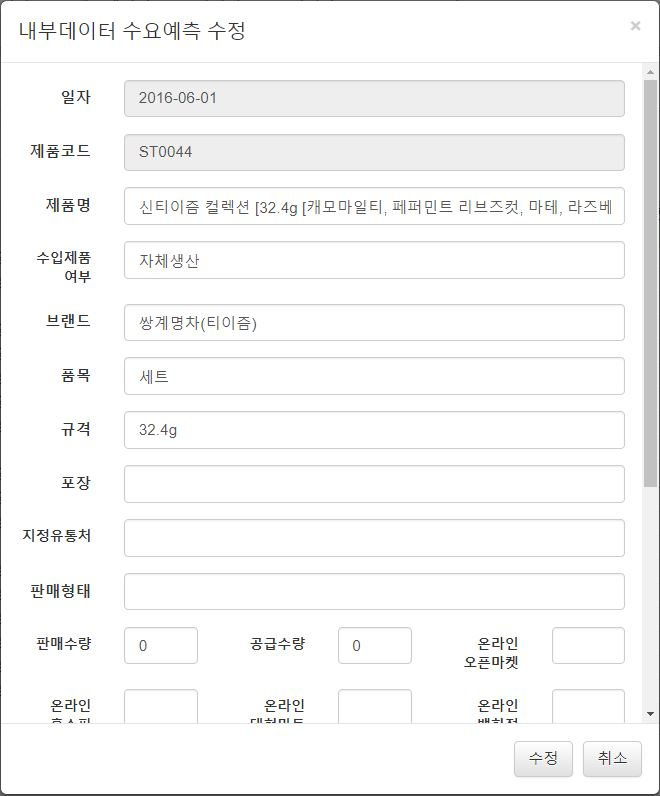 내부데이터 수요예측 수정 ×
일자 2016-06-01
제품코드 ST0044
제품명 신티이즘 컬렉션 [32.4g [캐모마일티, 페퍼민트 리브즈컷, 마테, 라즈베
수입제품 자체생산
여부
브랜드 쌍계명차(티이즘)
품목 세트
규격 32.4g
포장
지정유통처
판매형태
판매수량 0 공급수량 0 온라인
오픈마켓
온라인 온라인 온라인
수정 취소